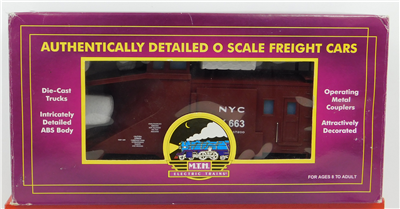 AUTHENTICALLY DETAILED O SCALE FREIGHT CARS
Die-Cast
Trucks
Intricately
Detailed
ABS Body
NYC
663
Operating
Metal
Couplers
Attractively
Decorated
M.T.H.
ELECTRIC TRAINS
FOR AGES 8 TO ADULT